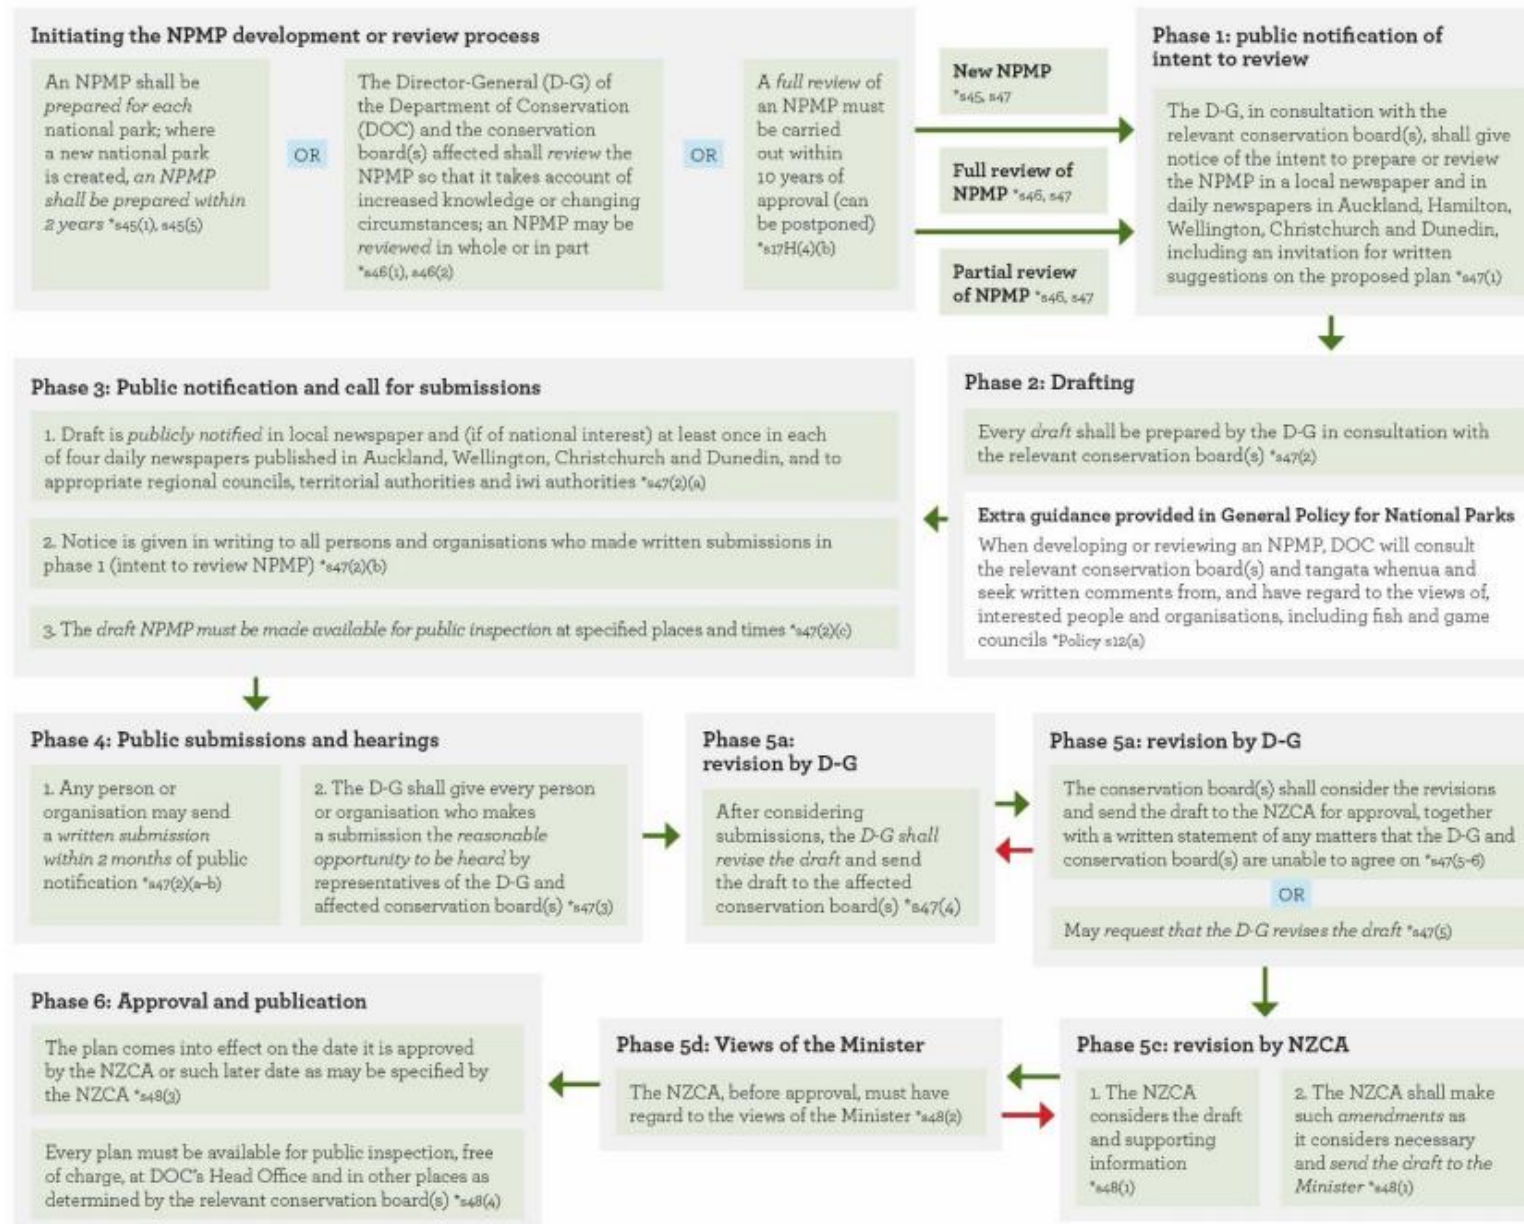 Initiating the NPMP development or review process
An NPMP shall be
prepared for each
national park; where
a new national park
is created, an NPMP
shall be prepared within
2 years *s45(1), s45(5)
OR
The Director-General (D-G) of
the Department of Conservation
(DOC) and the conservation
board(s) affected shall review the
NPMP so that it takes account of
increased knowledge or changing
circumstances; an NPMP may be
reviewed in whole or in part
*s46(1), s46(2)
OR
A full review of
an NPMP must
be carried
out within
10 years of
approval (can
be postponed)
*s17H(4)(b)
New NPMP
*s45, s47
Full review of
NPMP *s46, s47
Partial review
of NPMP *s46, s47
Phase 1: public notification of
intent to review
The D-G, in consultation with the
relevant conservation board(s), shall give
notice of the intent to prepare or review
the NPMP in a local newspaper and in
daily newspapers in Auckland, Hamilton,
Wellington, Christchurch and Dunedin,
including an invitation for written
suggestions on the proposed plan *s47(1)
Phase 2: Drafting
Every draft shall be prepared by the D-G in consultation with
the relevant conservation board(s) *s47(2)
Extra guidance provided in General Policy for National Parks
When developing or reviewing an NPMP, DOC will consult
the relevant conservation board(s) and tangata whenua and
seek written comments from, and have regard to the views of,
interested people and organisations, including fish and game
councils *Policy s12(a)
Phase 3: Public notification and call for submissions
1. Draft is publicly notified in local newspaper and (if of national interest) at least once in each
of four daily newspapers published in Auckland, Wellington, Christchurch and Dunedin, and to
appropriate regional councils, territorial authorities and iwi authorities *s47(2)(a)
2. Notice is given in writing to all persons and organisations who made written submissions in
phase 1 (intent to review NPMP) *s47(2)(b)
3. The draft NPMP must be made available for public inspection at specified places and times *s47(2)(c)
Phase 4: Public submissions and hearings
1. Any person or
organisation may send
a written submission
within 2 months of public
notification *s47(2)(a-b)
2. The D-G shall give every person
or organisation who makes
a submission the reasonable
opportunity to be heard by
representatives of the D-G and
affected conservation board(s) *s47(3)
Phase 5a:
revision by D-G
After considering
submissions, the D-G shall
revise the draft and send
the draft to the affected
conservation board(s) *s47(4)
Phase 5a: revision by D-G
The conservation board(s) shall consider the revisions
and send the draft to the NZCA for approval, together
with a written statement of any matters that the D-G and
conservation board(s) are unable to agree on *s47(5-6)
OR
May request that the D-G revises the draft *s47(5)
Phase 5c: revision by NZCA
1. The NZCA
considers the draft
and supporting
information
*s48(1)
2. The NZCA shall make
such amendments as
it considers necessary
and send the draft to the
Minister *s48(1)
Phase 5d: Views of the Minister
The NZCA, before approval, must have
regard to the views of the Minister *s48(2)
Phase 6: Approval and publication
The plan comes into effect on the date it is approved
by the NZCA or such later date as may be specified by
the NZCA *s48(3)
Every plan must be available for public inspection, free
of charge, at DOC's Head Office and in other places as
determined by the relevant conservation board(s) *s48(4)